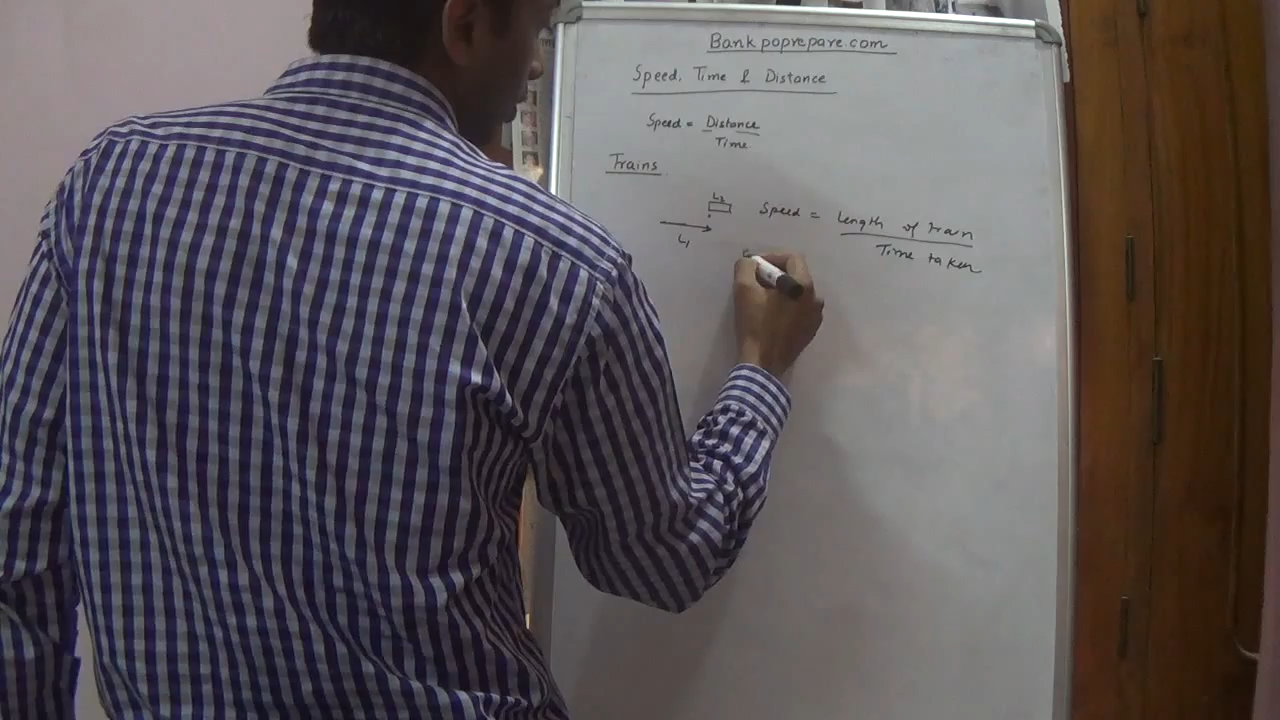 Bankpoprepare.com
Speed, Time & Distance
Speed = Distance
Time
Trains
L2
Speed = Length of train
Time taken
L1